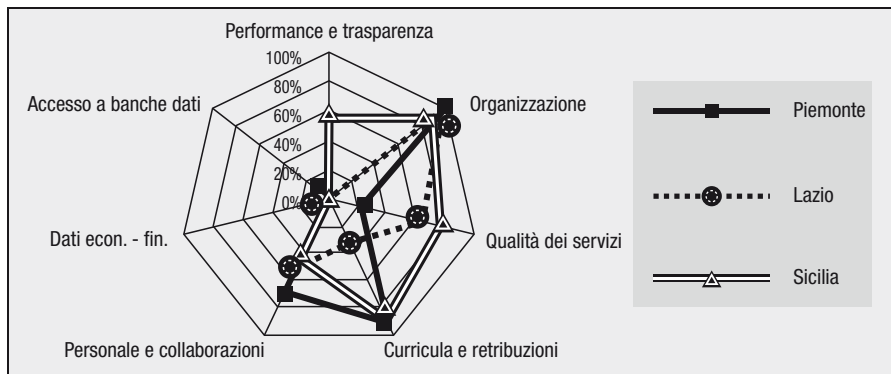 Performance e trasparenza
100%
80%
60%
40%
20%
0%
Accesso a banche dati
Organizzazione
Dati econ. - fin.
Qualità dei servizi
Personale e collaborazioni
Curricula e retribuzioni
Piemonte
Lazio
Sicilia